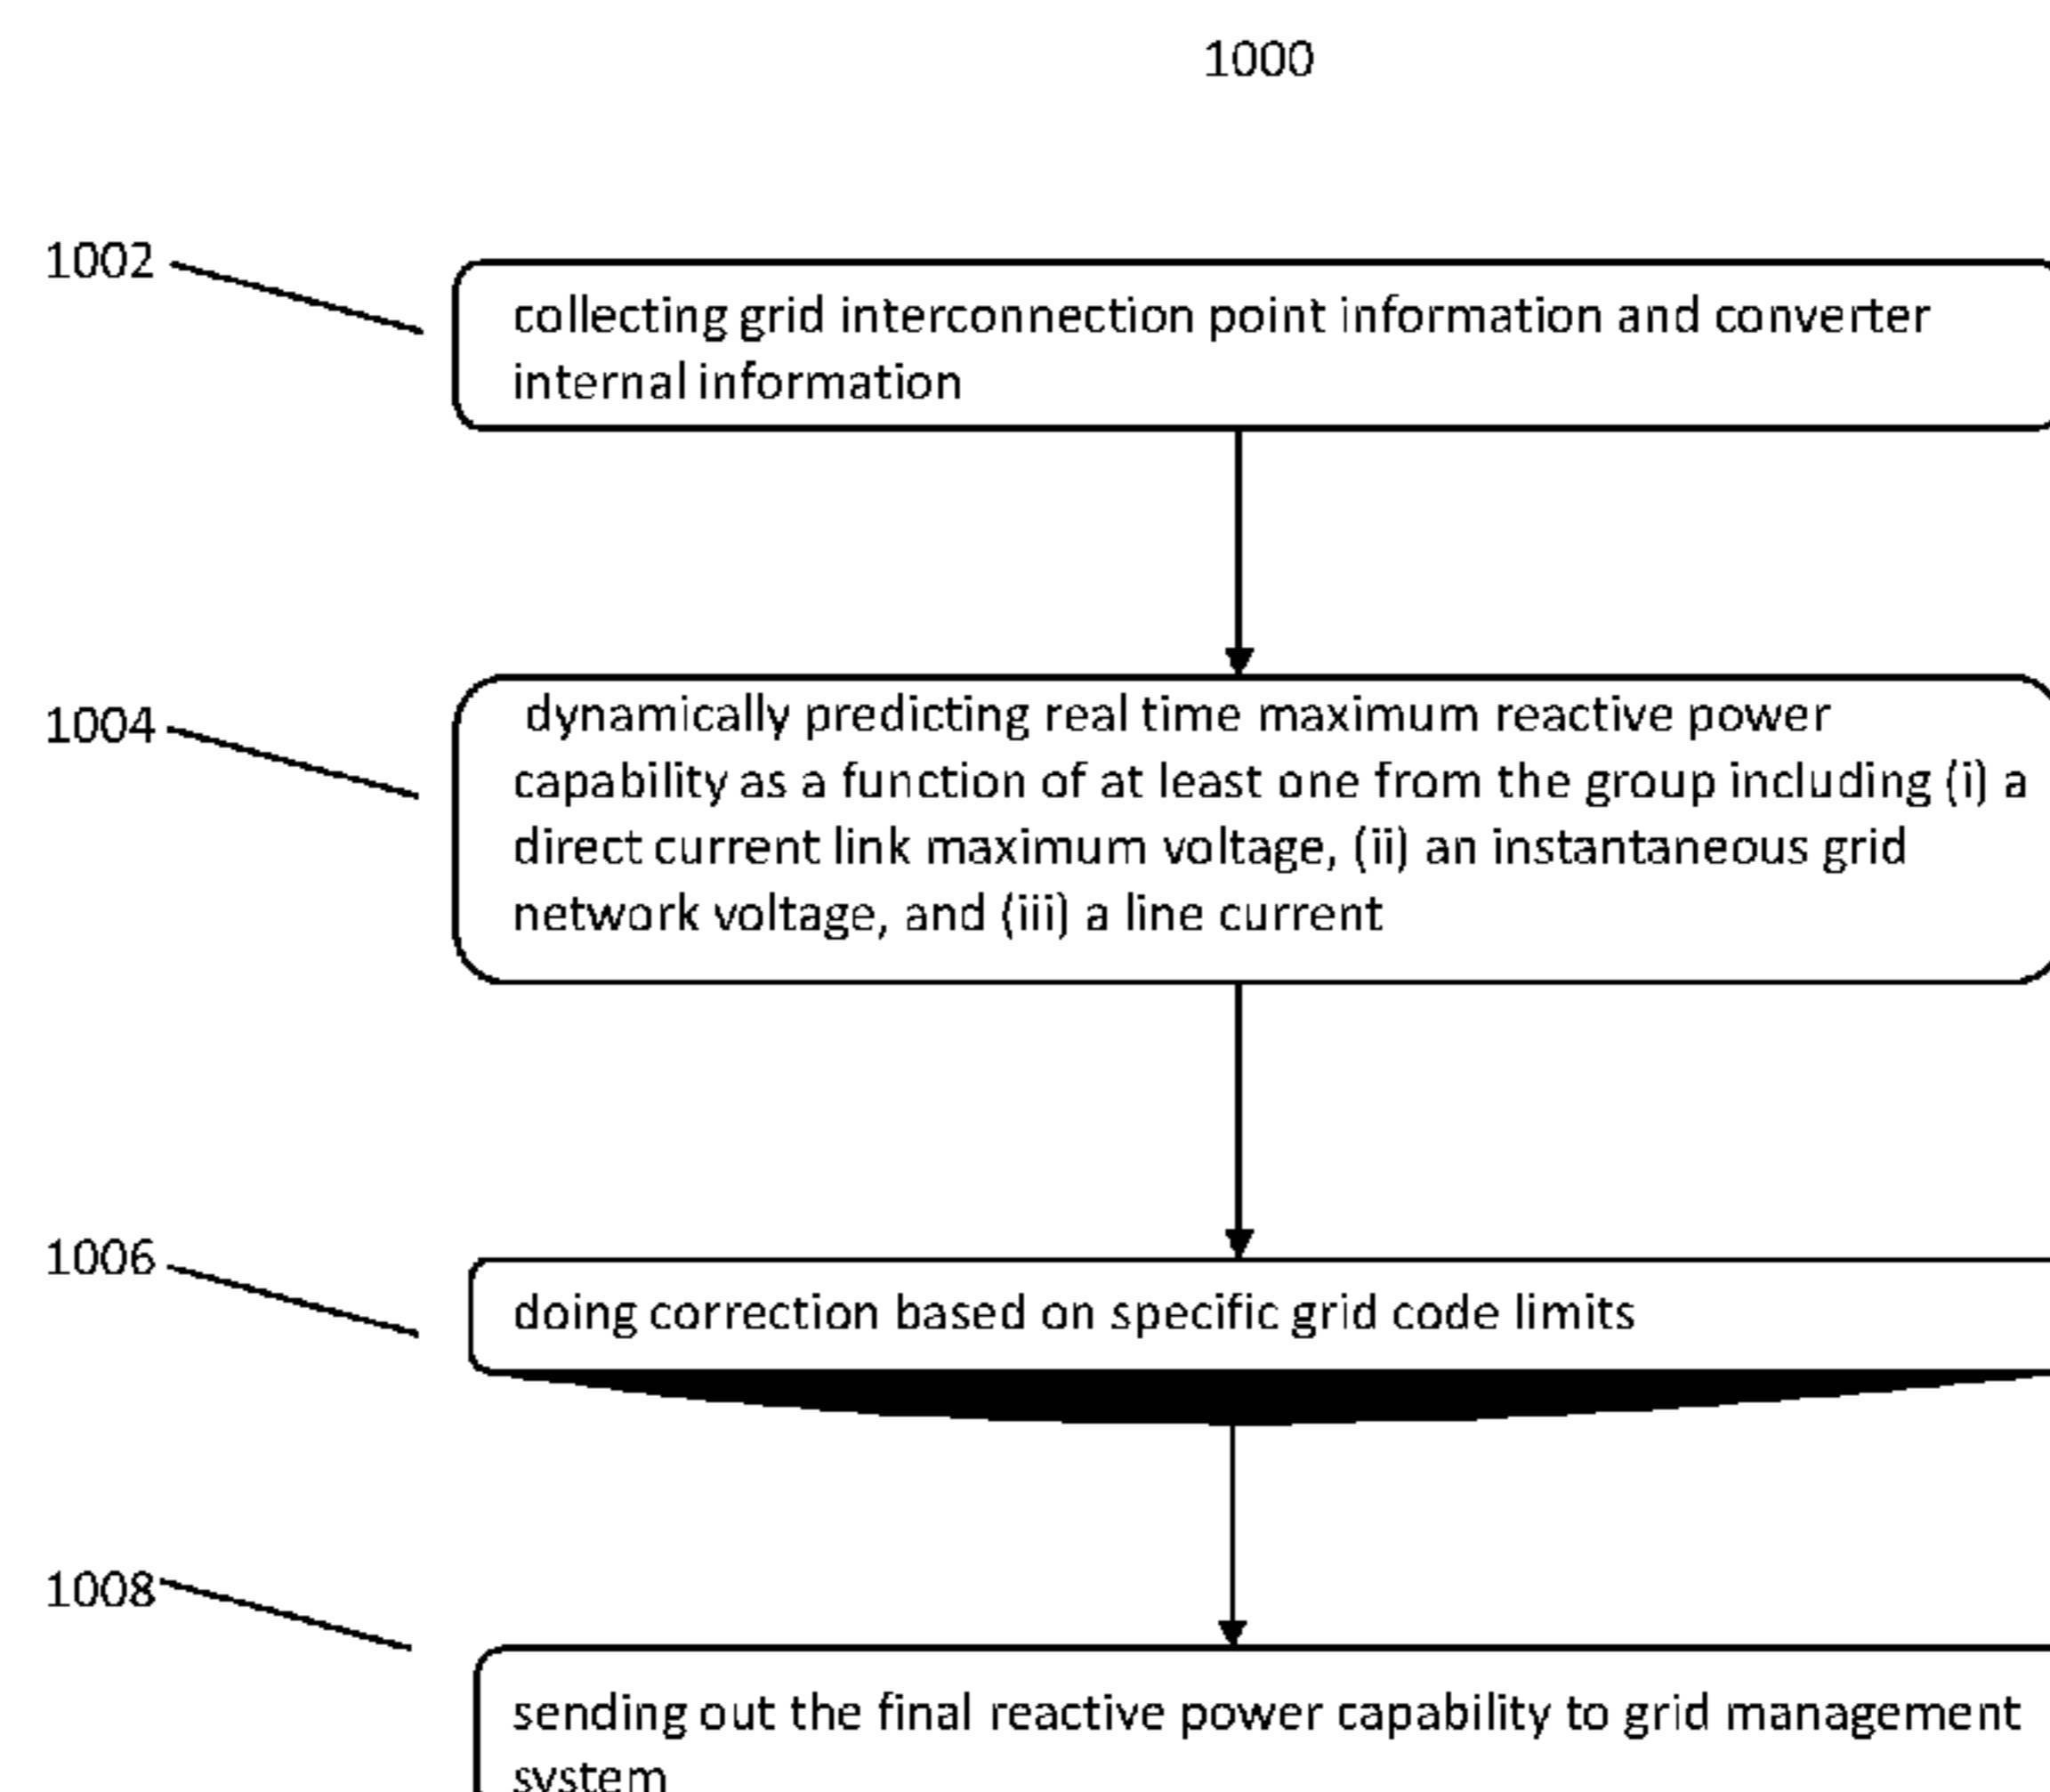 1000
1002
collecting grid interconnection point information and converter
internal information
1004
dynamically predicting real time maximum reactive power
capability as a function of at least one from the group including (i) a
direct current link maximum voltage, (ii) an instantaneous grid
network voltage, and (iii) a line current
1006
doing correction based on specific grid code limits
1008
sending out the final reactive power capability to grid management
system